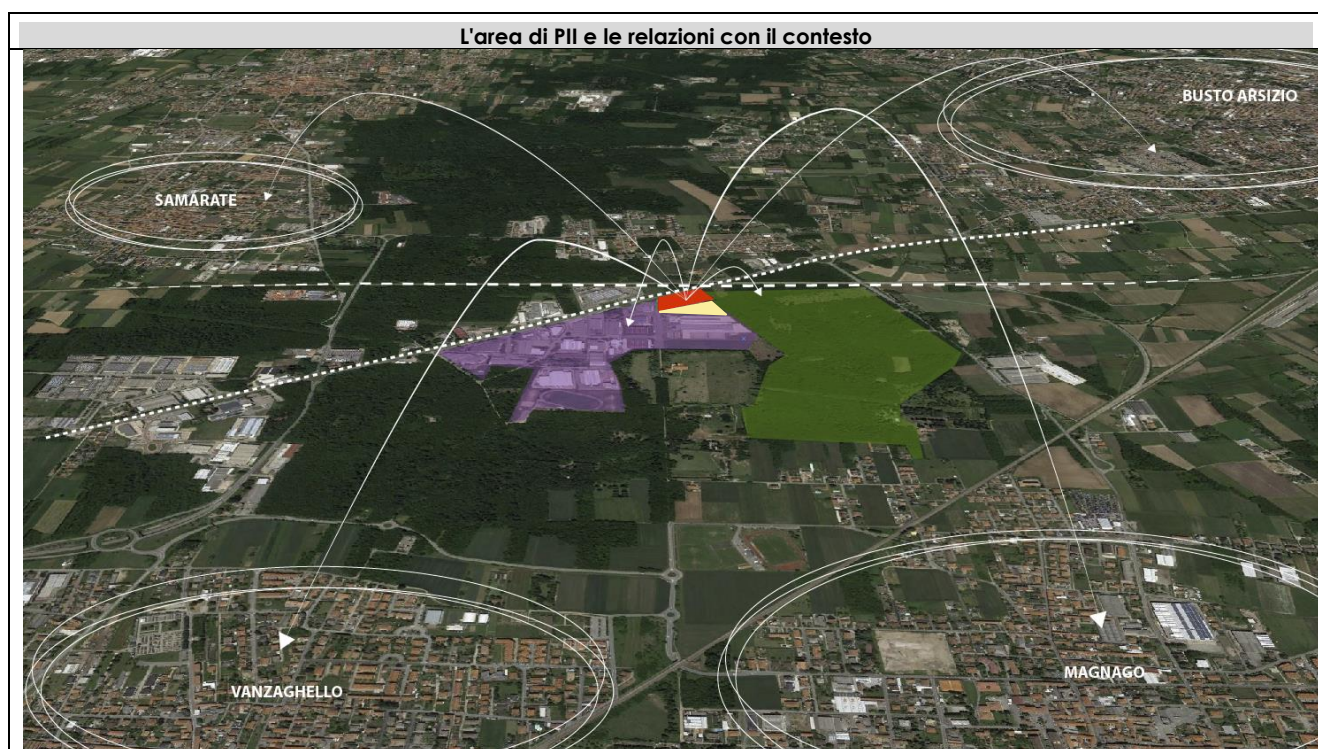 L'area di PII e le relazioni con il contesto
BUSTO ARSIZIO
SAMARATE
MAGNAGO
VANZAGHELLO